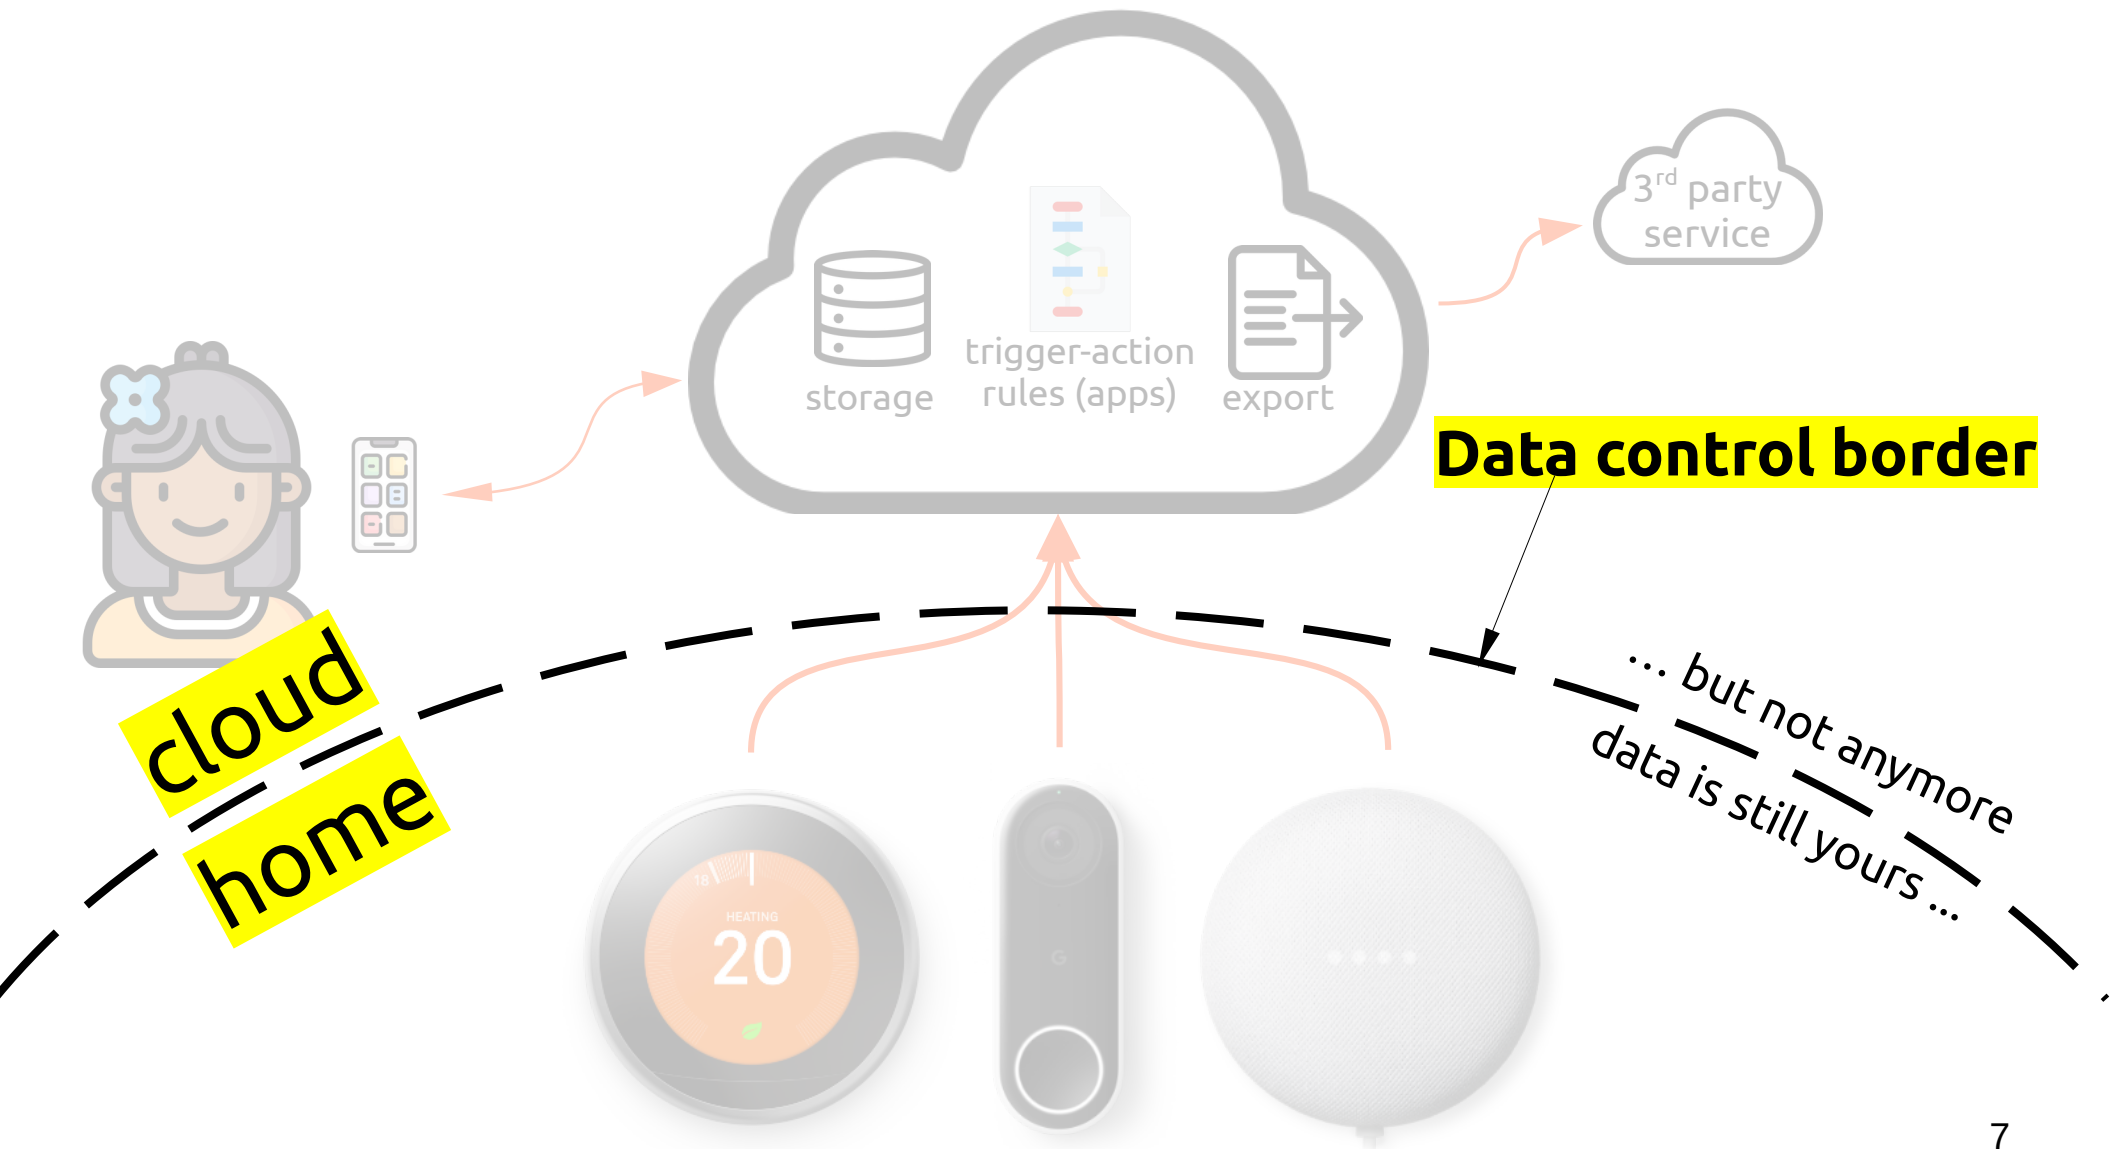 3rd party
service
trigger-action
rules (apps)
storage
export
Data control border
cloud
home
... but not anymore
data is still yours ...
18
HEATING
20
G
7